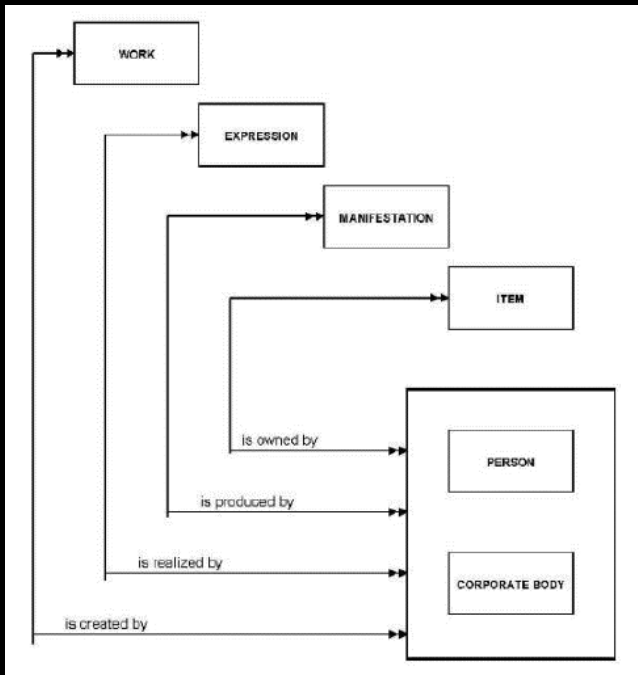 WORK
EXPRESSION
MANIFESTATION
ITEM
is owned by
PERSON
is produced by
is realized by
CORPORATE BODY
is created by